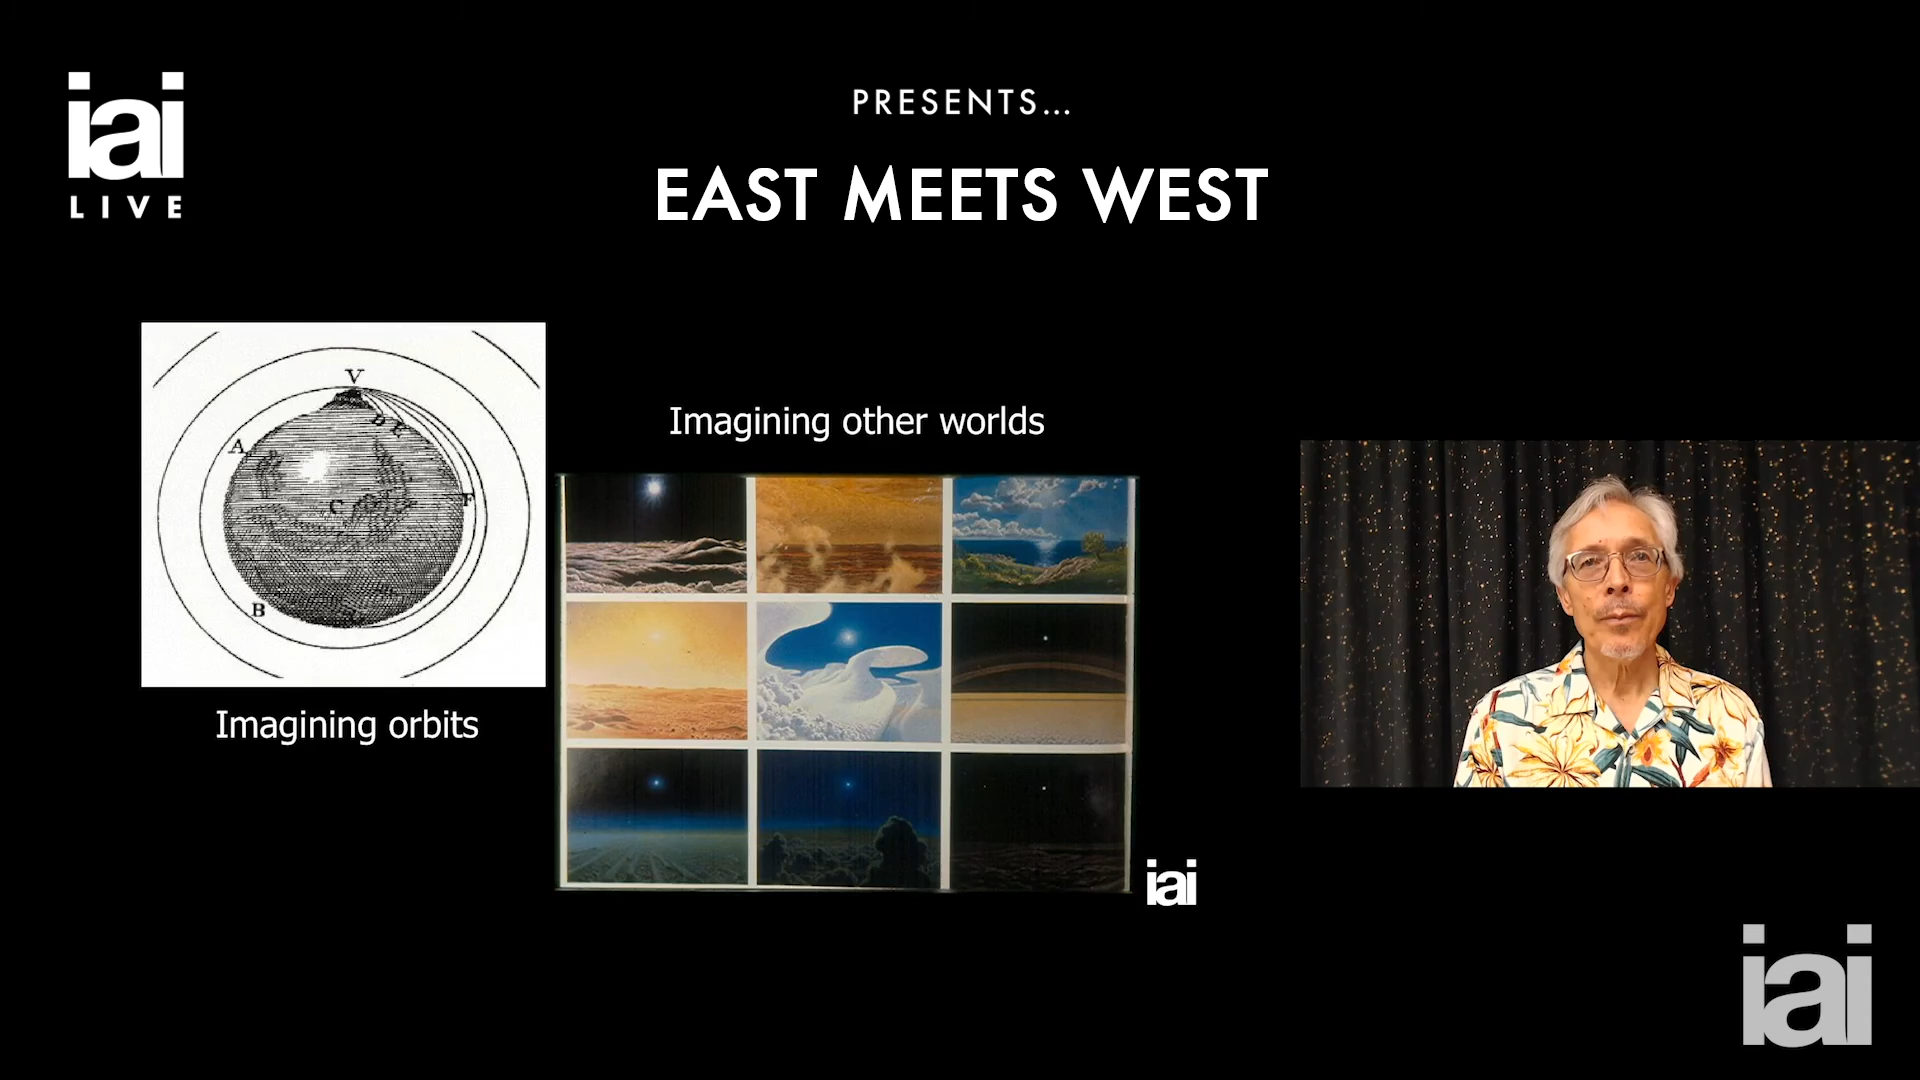 iai
LIVE
PRESENTS...
EAST MEETS WEST
V
D
E
A
C
F
B
Imagining orbits
Imagining other worlds
iai
iai